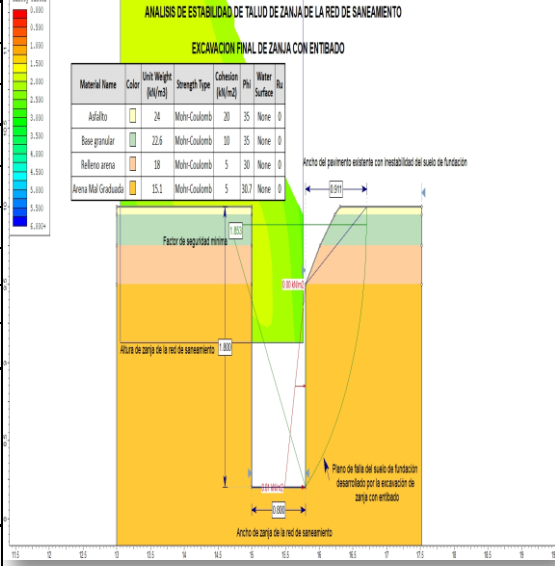 ANALISIS DE ESTABILIDAD DE TALUD DE ZANJA DE LA RED DE SANEAMIENTO
EXCAVACION FINAL DE ZANJA CON ENTIBADO
0.500
1.000
1.500
2.000
2.500
3.000
3.500
4.000
4.500
5.000
5.500
6.000+
Material Name Color Unit Weight (kN/m3) Strength Type Cohesion (kN/m2) Phi Water Surface Ru
Asfallto 24 Mohr-Coulomb 20 35 None 0
Base granular 22.6 Mohr-Coulomb 10 35 None 0
Relleno arena 18 Mohr-Coulomb 5 30 None 0
Arena Mal Graduada 15.1 Mohr-Coulomb 5 30.7 None 0
Ancho del pavimento existente con inestabilidad del suelo de fundación
0.911
1.853
Factor de seguridad mínima
0.00 kN/m2
Altura de zanja de la red de saneamiento 1.800
Plano de falla del suelo de fundación
desarrollado por la excavación de
zanja con entibado
0.800
Ancho de zanja de la red de saneamiento
11.5 12 12.5 13 13.5 14 14.5 15 15.5 16 16.5 17 17.5 18 18.5 19 19.5